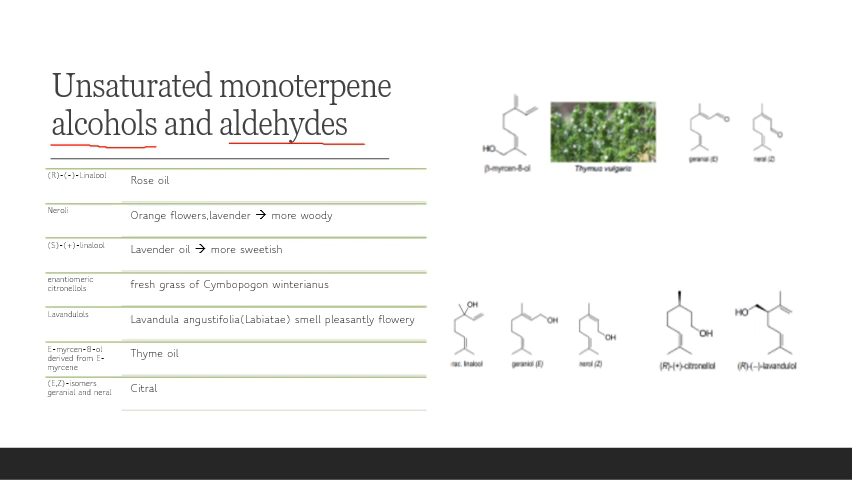 Unsaturated monoterpene
alcohols and aldehydes
(R)-(-)-Linalool
Rose oil
Neroli
Orange flowers,lavender → more woody
(S)-(+)-linalool
Lavender oil → more sweetish
enantiomeric
citronellols
fresh grass of Cymbopogon winterianus
Lavandulols
Lavandula angustifolia(Labiatae) smell pleasantly flowery
E-myrcen-8-ol
derived from E-
myrcene
Thyme oil
(E,Z)-isomers
geranial and neral
Citral
HO
β-myrcen-8-ol
Thymus vulgaris
O
geranial (E)
O
neral (Z)
OH
rac. linalool
OH
geraniol (E)
OH
nerol (Z)
OH
(R)-(+)-citronellol
HO
(R)-(−)-lavandulol